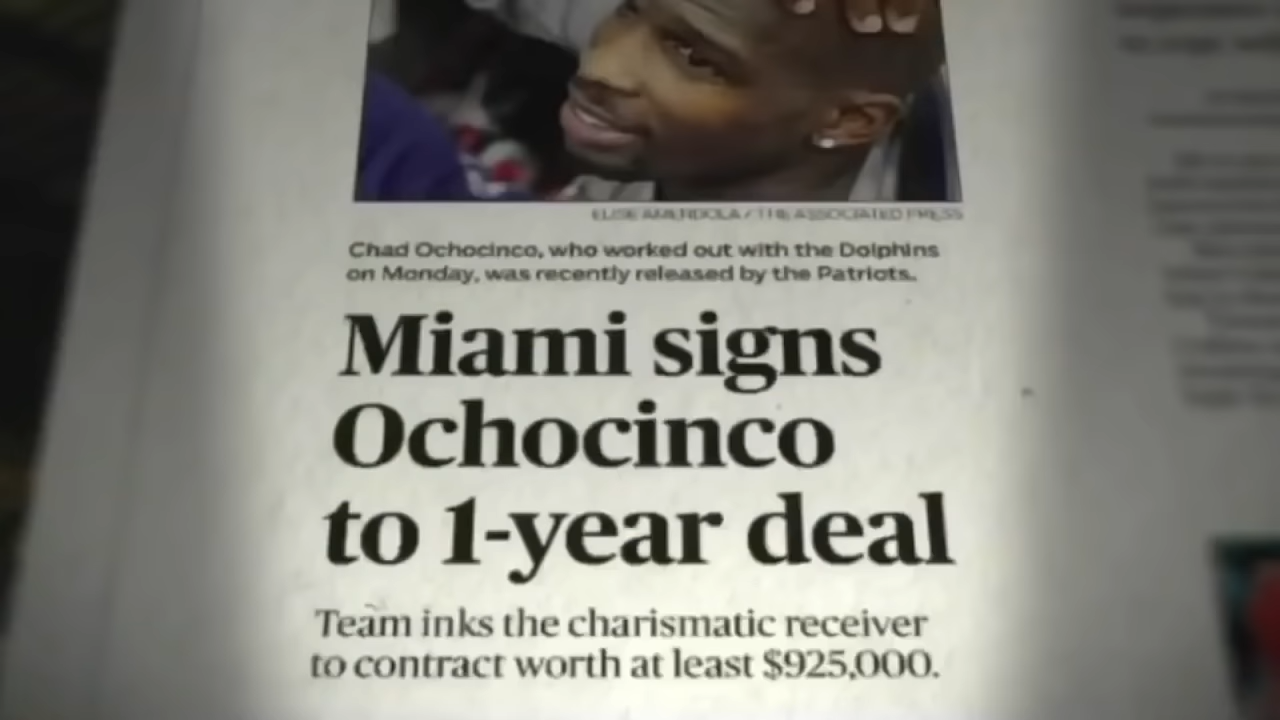 ELISE AMENDOLA / THE ASSOCIATED PRESS
Chad Ochocinco, who worked out with the Dolphins
on Monday, was recently released by the Patriots.
Miami signs
Ochocinco
to 1-year deal
Team inks the charismatic receiver
to contract worth at least $925,000.